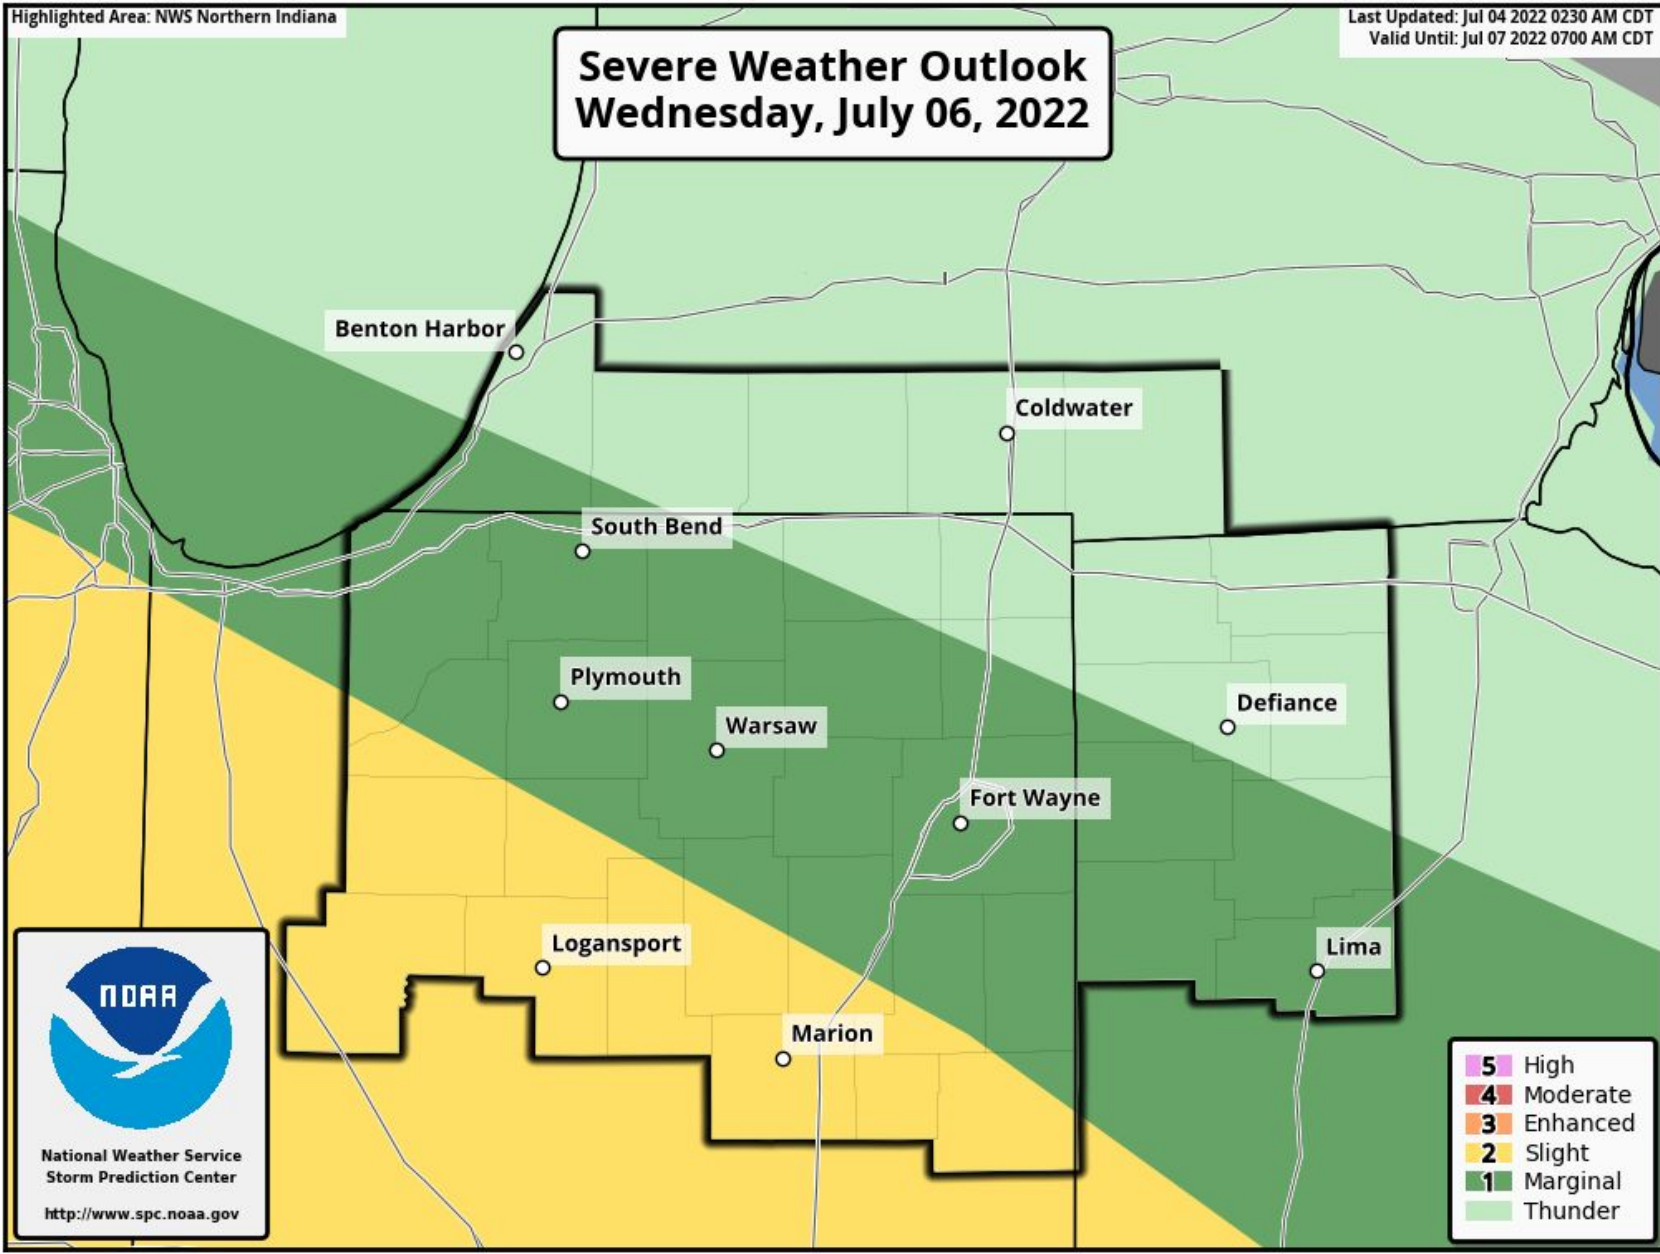 Highlighted Area: NWS Northern Indiana
Last Updated: Jul 04 2022 0230 AM CDT
Valid Until: Jul 07 2022 0700 AM CDT
Severe Weather Outlook
Wednesday, July 06, 2022
Benton Harbor
Coldwater
South Bend
Plymouth
Defiance
Warsaw
Fort Wayne
Logansport
Lima
Marion
NOAA
National Weather Service
Storm Prediction Center
http://www.spc.noaa.gov
5 High
4 Moderate
3 Enhanced
2 Slight
1 Marginal
Thunder